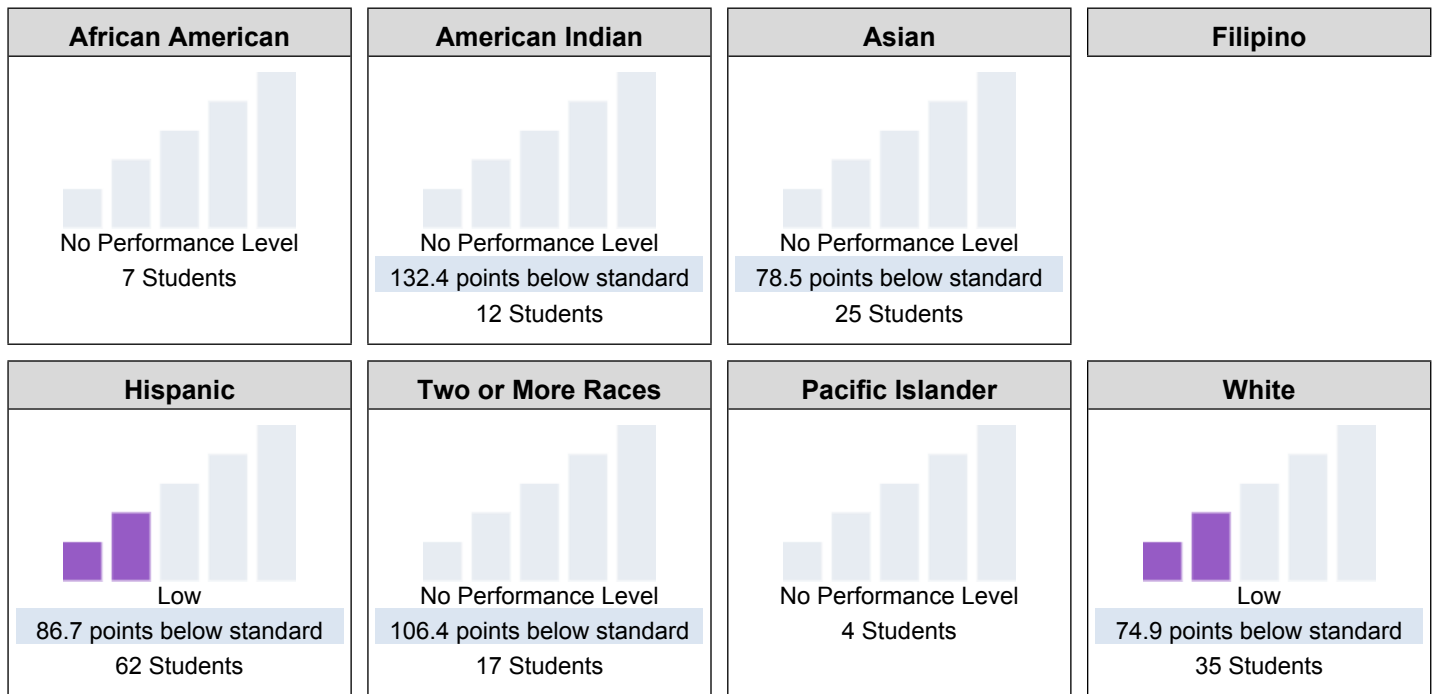 African American
No Performance Level
7 Students
American Indian
No Performance Level
132.4 points below standard
12 Students
Asian
No Performance Level
78.5 points below standard
25 Students
Filipino
Hispanic
Low
86.7 points below standard
62 Students
Two or More Races
No Performance Level
106.4 points below standard
17 Students
Pacific Islander
No Performance Level
4 Students
White
Low
74.9 points below standard
35 Students